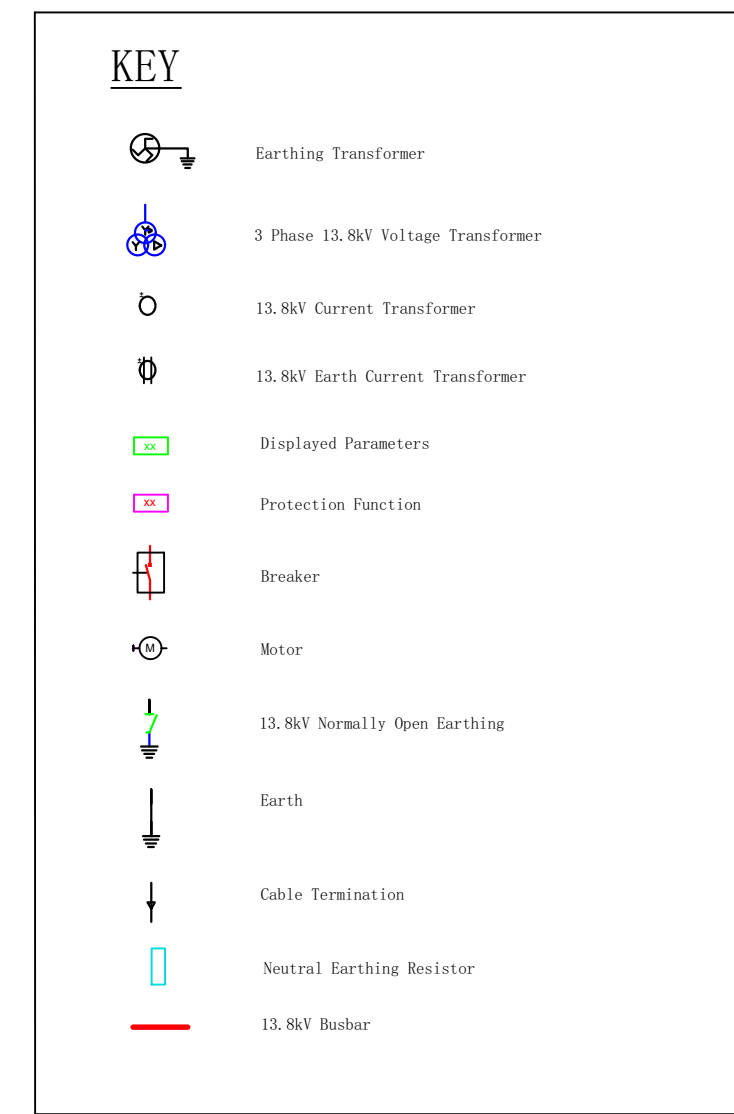 KEY
Earthing Transformer
Y
Y
3 Phase 13.8kV Voltage Transformer
±
13.8kV Current Transformer
±
13.8kV Earth Current Transformer
xx
Displayed Parameters
xx
Protection Function
Breaker
M
Motor
13.8kV Normally Open Earthing
Earth
Cable Termination
Neutral Earthing Resistor
13.8kV Busbar